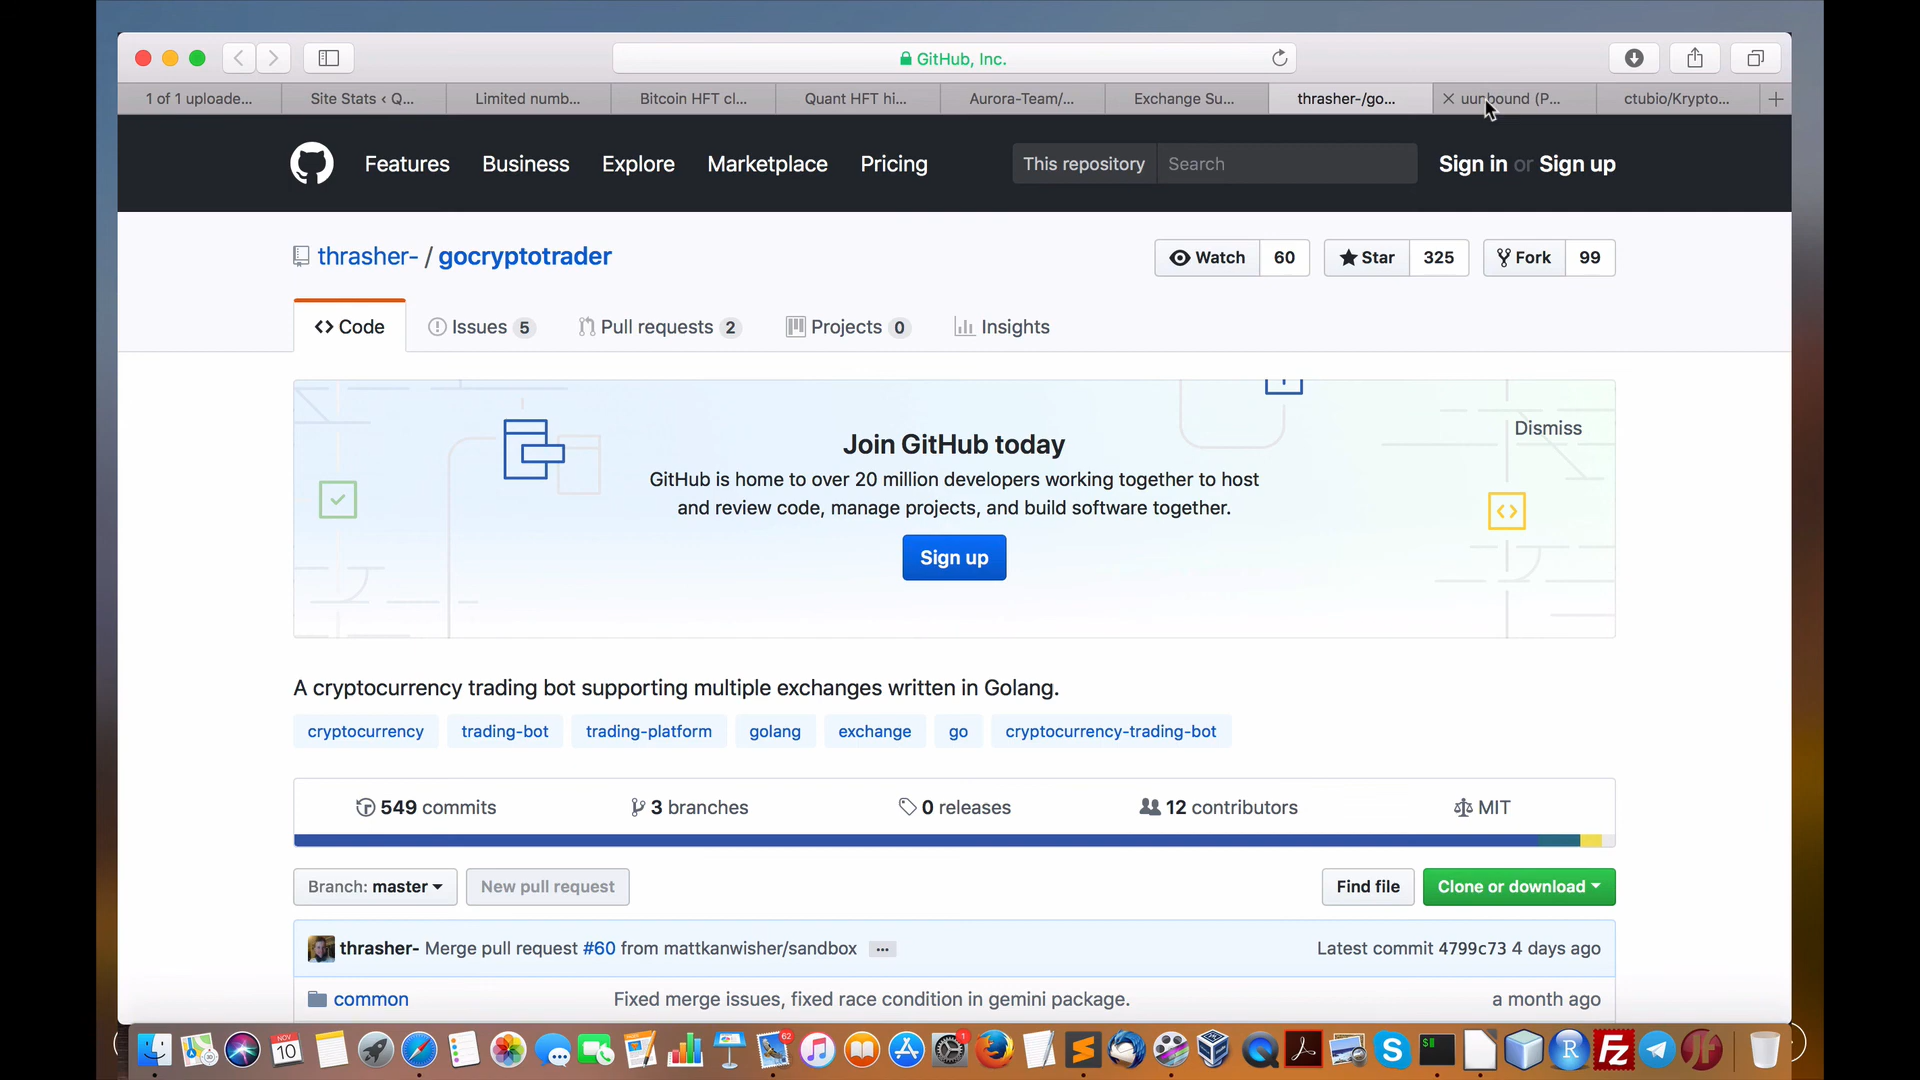 GitHub, Inc.
1 of 1 uploade...
Site Stats ‹ Q...
Limited numb...
Bitcoin HFT cl...
Quant HFT hi...
Aurora-Team/...
Exchange Su...
thrasher-/go...
ctubio/Krypto...
Features
Business
Explore
Marketplace
Pricing
This repository
Search
Sign in or Sign up
thrasher- / gocryptotrader
Watch 60
Star 325
Fork 99
Code
Issues 5
Pull requests 2
Projects 0
Insights
Join GitHub today
Dismiss
GitHub is home to over 20 million developers working together to host
and review code, manage projects, and build software together.
Sign up
A cryptocurrency trading bot supporting multiple exchanges written in Golang.
cryptocurrency
trading-bot
trading-platform
golang
exchange
go
cryptocurrency-trading-bot
549 commits
3 branches
0 releases
12 contributors
MIT
Branch: master
New pull request
Find file
Clone or download
thrasher- Merge pull request #60 from mattkanwisher/sandbox ...
Latest commit 4799c73 4 days ago
common
Fixed merge issues, fixed race condition in gemini package.
a month ago
NOV
10
62
1